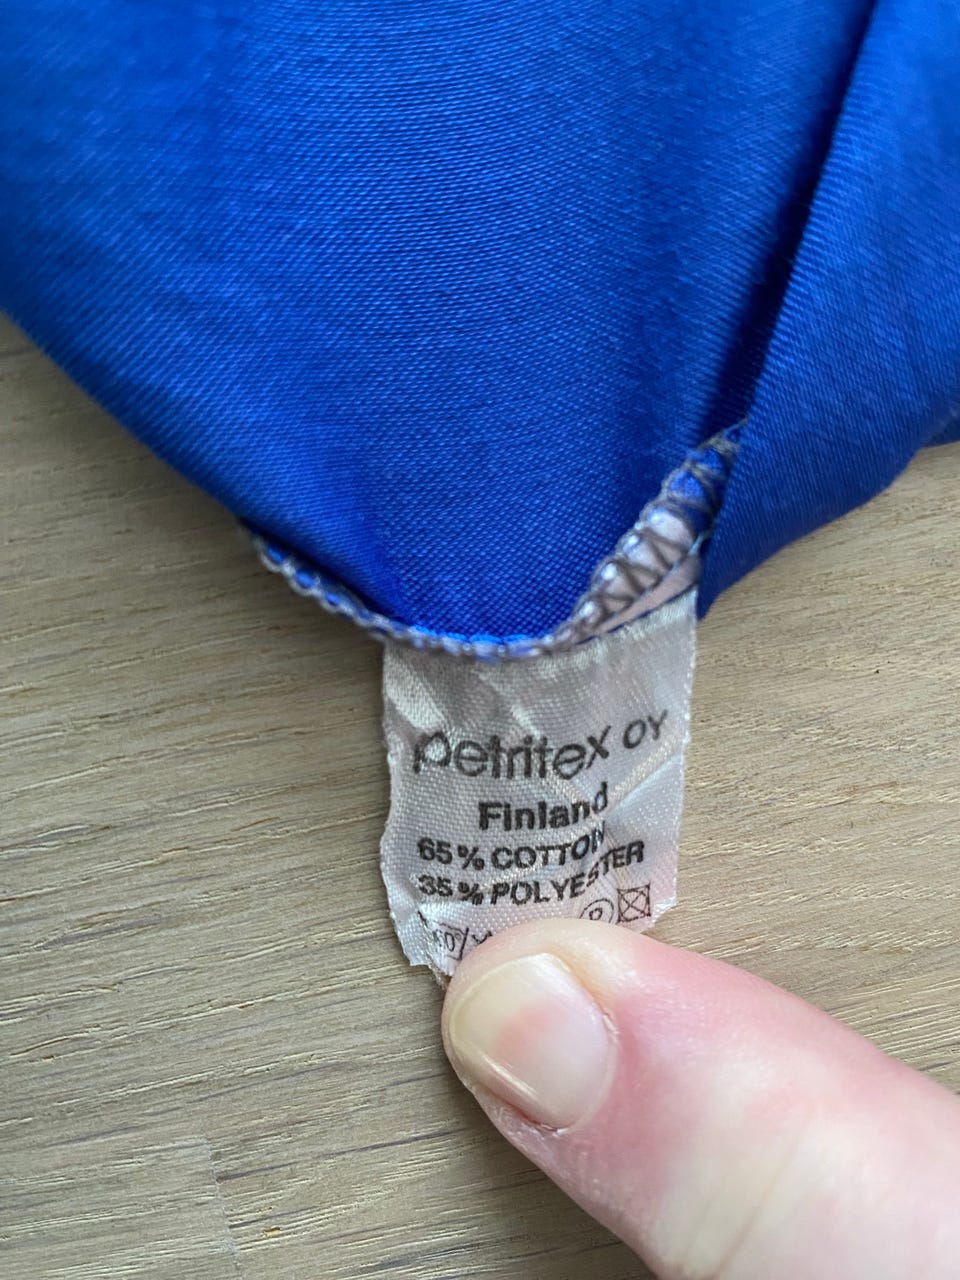 petritex OY
Finland
65% COTTON
35% POLYESTER
P